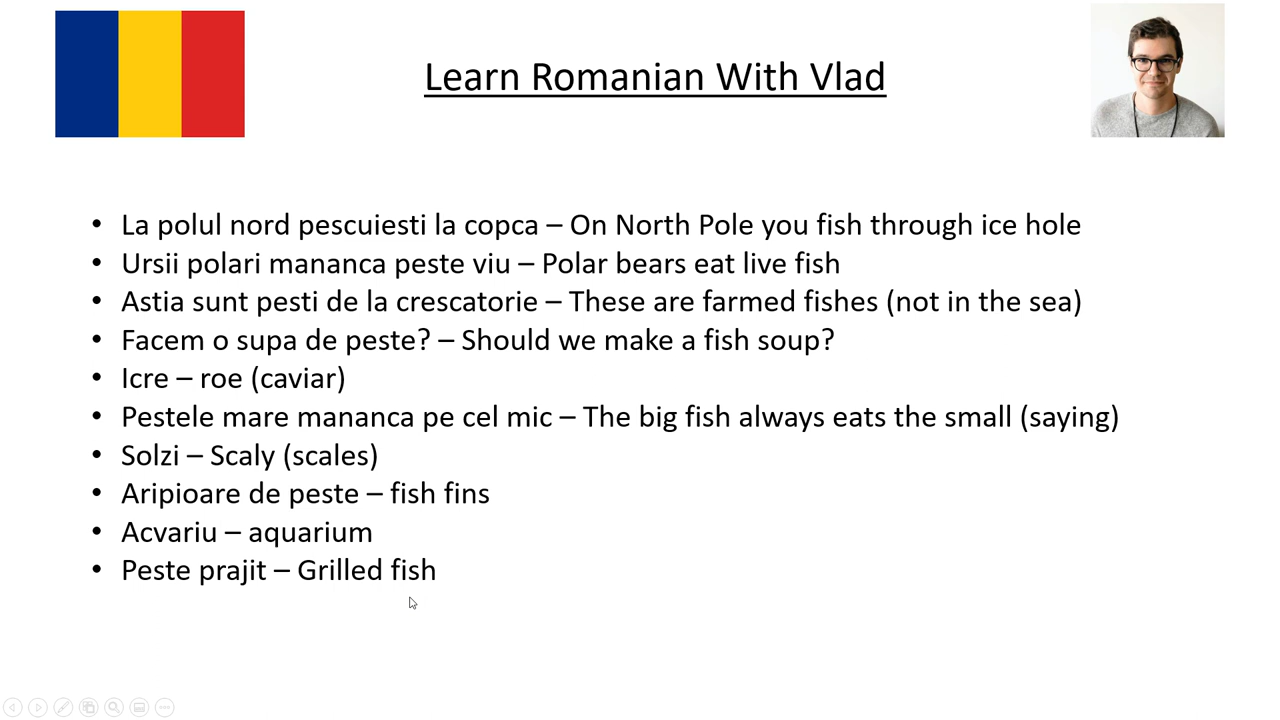 Learn Romanian With Vlad
• La polul nord pescuiesti la copca – On North Pole you fish through ice hole
• Ursii polari mananca peste viu – Polar bears eat live fish
• Astia sunt pesti de la crescatorie – These are farmed fishes (not in the sea)
• Facem o supa de peste? – Should we make a fish soup?
• Icre – roe (caviar)
• Pestele mare mananca pe cel mic – The big fish always eats the small (saying)
• Solzi – Scaly (scales)
• Aripioare de peste – fish fins
• Acvariu – aquarium
• Peste prajit – Grilled fish